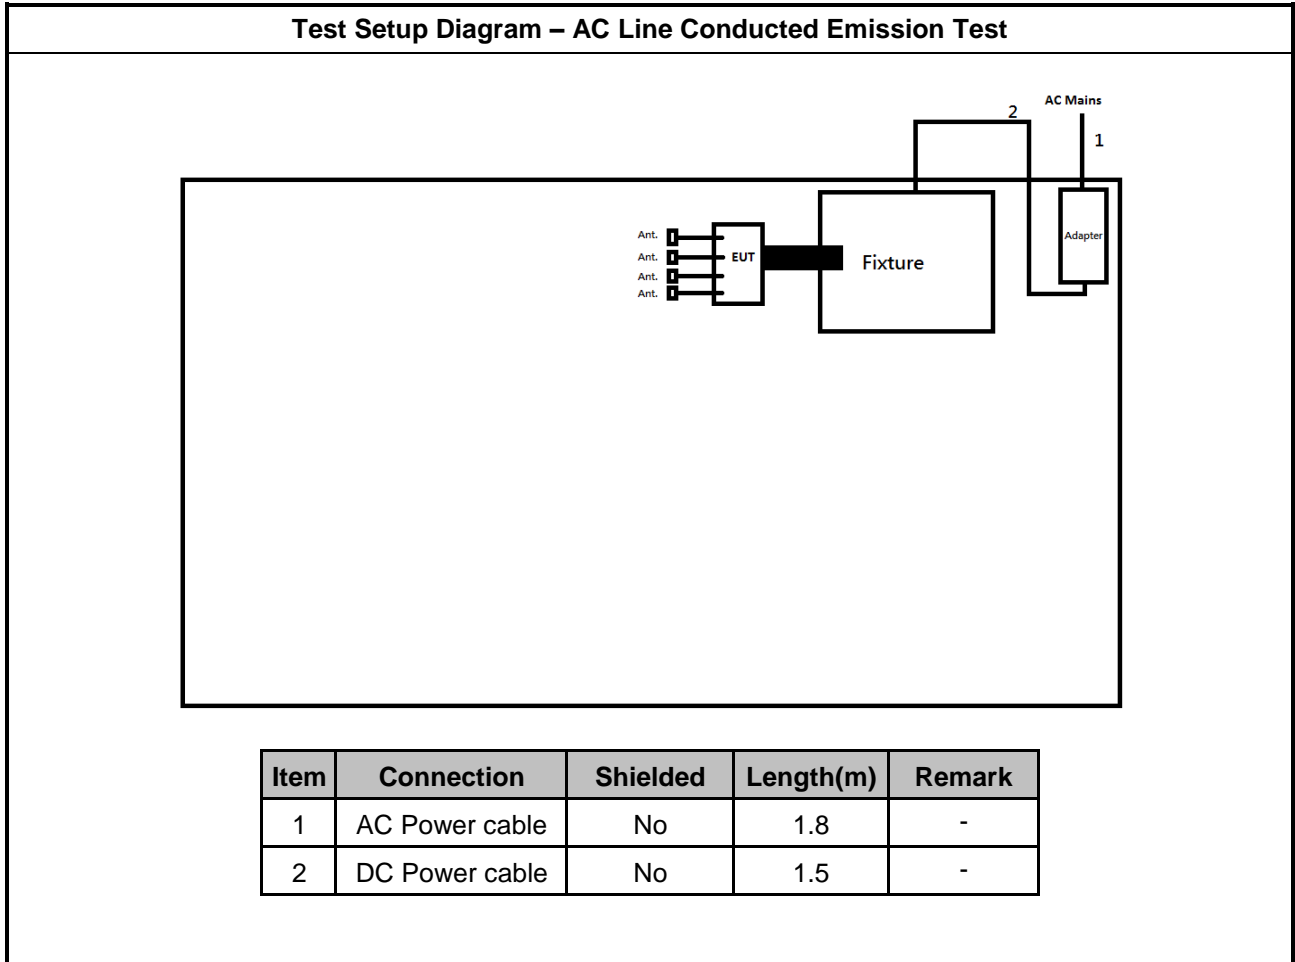 Test Setup Diagram – AC Line Conducted Emission Test
AC Mains
2
1
Ant.
Ant.
Ant.
Ant.
EUT
Fixture
Adapter
Item Connection Shielded Length(m) Remark
1 AC Power cable No 1.8 -
2 DC Power cable No 1.5 -